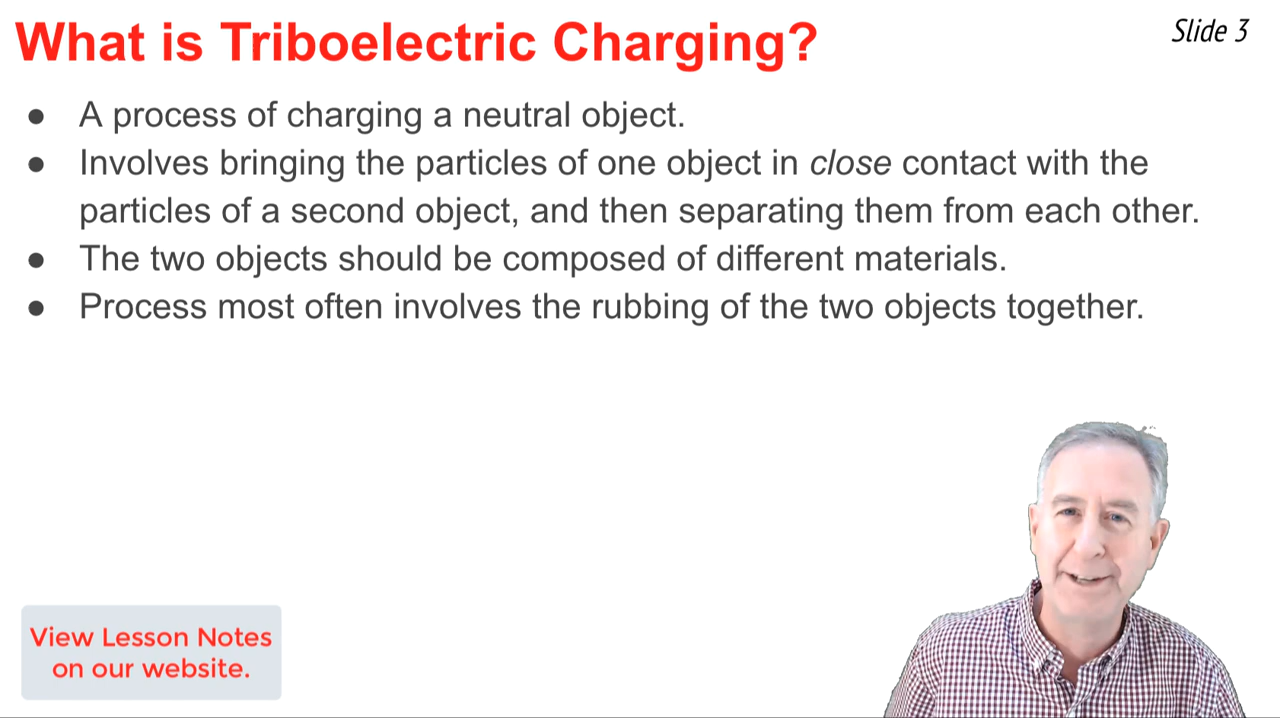 What is Triboelectric Charging?
Slide 3
● A process of charging a neutral object.
● Involves bringing the particles of one object in close contact with the
particles of a second object, and then separating them from each other.
● The two objects should be composed of different materials.
● Process most often involves the rubbing of the two objects together.
View Lesson Notes
on our website.